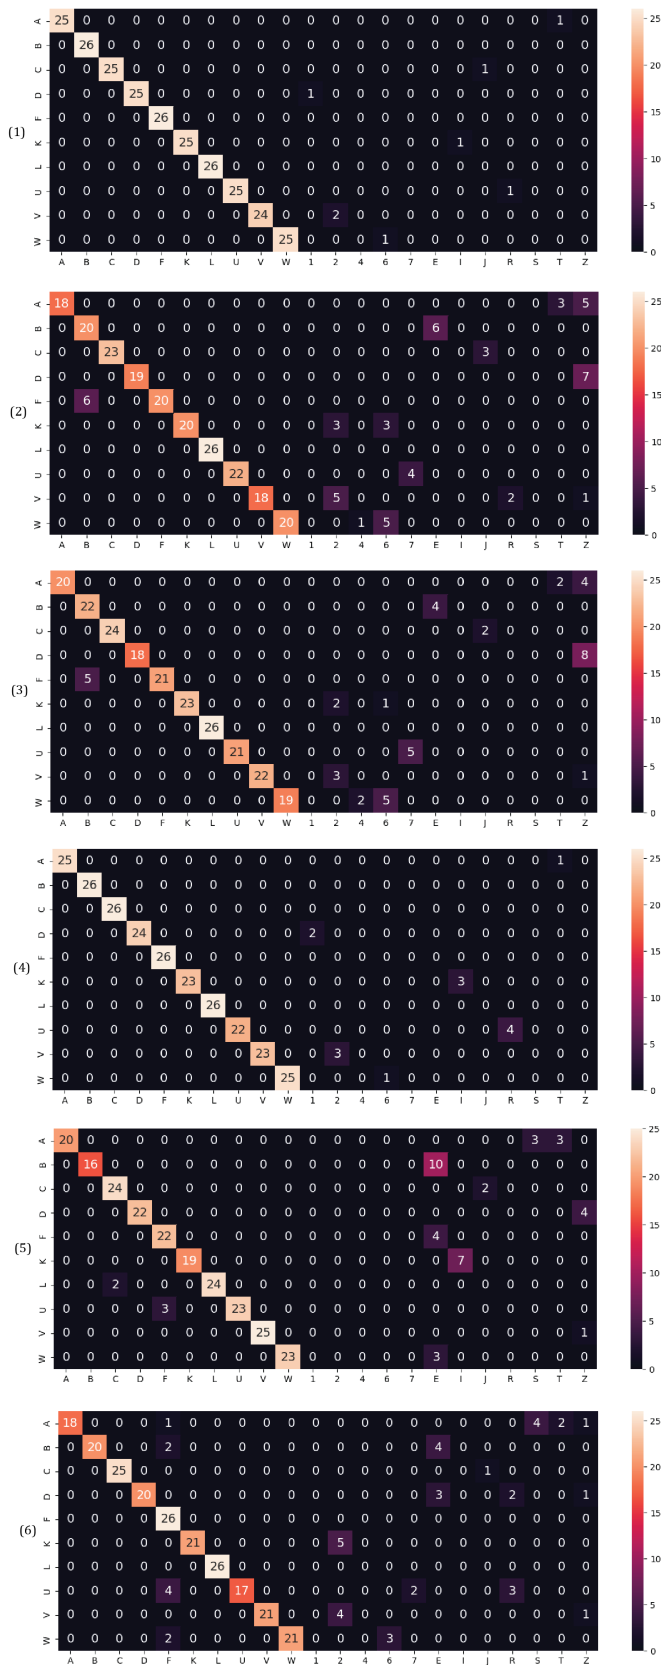 (1)
A 25 0 0 0 0 0 0 0 0 0 0 0 0 0 0 0 0 0 0 0 1 0
B 0 26 0 0 0 0 0 0 0 0 0 0 0 0 0 0 0 0 0 0 0 0
C 0 0 25 0 0 0 0 0 0 0 0 0 0 0 0 0 0 1 0 0 0 0
D 0 0 0 25 0 0 0 0 0 0 1 0 0 0 0 0 0 0 0 0 0 0
F 0 0 0 0 26 0 0 0 0 0 0 0 0 0 0 0 0 0 0 0 0 0
K 0 0 0 0 0 25 0 0 0 0 0 0 0 0 0 0 1 0 0 0 0 0
L 0 0 0 0 0 0 26 0 0 0 0 0 0 0 0 0 0 0 0 0 0 0
U 0 0 0 0 0 0 0 25 0 0 0 0 0 0 0 0 0 0 1 0 0 0
V 0 0 0 0 0 0 0 0 24 0 0 2 0 0 0 0 0 0 0 0 0 0
W 0 0 0 0 0 0 0 0 0 25 0 0 0 1 0 0 0 0 0 0 0 0
A B C D F K L U V W 1 2 4 6 7 E I J R S T Z
25
20
15
10
5
0
(2)
A 18 0 0 0 0 0 0 0 0 0 0 0 0 0 0 0 0 0 0 0 3 5
B 0 20 0 0 0 0 0 0 0 0 0 0 0 0 0 6 0 0 0 0 0 0
C 0 0 23 0 0 0 0 0 0 0 0 0 0 0 0 0 0 3 0 0 0 0
D 0 0 0 19 0 0 0 0 0 0 0 0 0 0 0 0 0 0 0 0 0 7
F 0 6 0 0 20 0 0 0 0 0 0 0 0 0 0 0 0 0 0 0 0 0
K 0 0 0 0 0 20 0 0 0 0 0 3 0 3 0 0 0 0 0 0 0 0
L 0 0 0 0 0 0 26 0 0 0 0 0 0 0 0 0 0 0 0 0 0 0
U 0 0 0 0 0 0 0 22 0 0 0 0 0 0 4 0 0 0 0 0 0 0
V 0 0 0 0 0 0 0 0 18 0 0 5 0 0 0 0 0 0 2 0 0 1
W 0 0 0 0 0 0 0 0 0 20 0 0 1 5 0 0 0 0 0 0 0 0
A B C D F K L U V W 1 2 4 6 7 E I J R S T Z
25
20
15
10
5
0
(3)
A 20 0 0 0 0 0 0 0 0 0 0 0 0 0 0 0 0 0 0 0 2 4
B 0 22 0 0 0 0 0 0 0 0 0 0 0 0 0 4 0 0 0 0 0 0
C 0 0 24 0 0 0 0 0 0 0 0 0 0 0 0 0 0 2 0 0 0 0
D 0 0 0 18 0 0 0 0 0 0 0 0 0 0 0 0 0 0 0 0 0 8
F 0 5 0 0 21 0 0 0 0 0 0 0 0 0 0 0 0 0 0 0 0 0
K 0 0 0 0 0 23 0 0 0 0 0 2 0 1 0 0 0 0 0 0 0 0
L 0 0 0 0 0 0 26 0 0 0 0 0 0 0 0 0 0 0 0 0 0 0
U 0 0 0 0 0 0 0 21 0 0 0 0 0 0 5 0 0 0 0 0 0 0
V 0 0 0 0 0 0 0 0 22 0 0 3 0 0 0 0 0 0 0 0 0 1
W 0 0 0 0 0 0 0 0 0 19 0 0 2 5 0 0 0 0 0 0 0 0
A B C D F K L U V W 1 2 4 6 7 E I J R S T Z
25
20
15
10
5
0
(4)
A 25 0 0 0 0 0 0 0 0 0 0 0 0 0 0 0 0 0 0 0 1 0
B 0 26 0 0 0 0 0 0 0 0 0 0 0 0 0 0 0 0 0 0 0 0
C 0 0 26 0 0 0 0 0 0 0 0 0 0 0 0 0 0 0 0 0 0 0
D 0 0 0 24 0 0 0 0 0 0 2 0 0 0 0 0 0 0 0 0 0 0
F 0 0 0 0 26 0 0 0 0 0 0 0 0 0 0 0 0 0 0 0 0 0
K 0 0 0 0 0 23 0 0 0 0 0 0 0 0 0 0 3 0 0 0 0 0
L 0 0 0 0 0 0 26 0 0 0 0 0 0 0 0 0 0 0 0 0 0 0
U 0 0 0 0 0 0 0 22 0 0 0 0 0 0 0 0 0 0 4 0 0 0
V 0 0 0 0 0 0 0 0 23 0 0 3 0 0 0 0 0 0 0 0 0 0
W 0 0 0 0 0 0 0 0 0 25 0 0 0 1 0 0 0 0 0 0 0 0
A B C D F K L U V W 1 2 4 6 7 E I J R S T Z
25
20
15
10
5
0
(5)
A 20 0 0 0 0 0 0 0 0 0 0 0 0 0 0 0 0 0 0 3 3 0
B 0 16 0 0 0 0 0 0 0 0 0 0 0 0 0 10 0 0 0 0 0 0
C 0 0 24 0 0 0 0 0 0 0 0 0 0 0 0 0 0 2 0 0 0 0
D 0 0 0 22 0 0 0 0 0 0 0 0 0 0 0 0 0 0 0 0 0 4
F 0 0 0 0 22 0 0 0 0 0 0 0 0 0 0 4 0 0 0 0 0 0
K 0 0 0 0 0 19 0 0 0 0 0 0 0 0 0 0 7 0 0 0 0 0
L 0 0 2 0 0 0 24 0 0 0 0 0 0 0 0 0 0 0 0 0 0 0
U 0 0 0 0 3 0 0 23 0 0 0 0 0 0 0 0 0 0 0 0 0 0
V 0 0 0 0 0 0 0 0 25 0 0 0 0 0 0 0 0 0 0 0 0 1
W 0 0 0 0 0 0 0 0 0 23 0 0 0 0 0 3 0 0 0 0 0 0
A B C D F K L U V W 1 2 4 6 7 E I J R S T Z
25
20
15
10
5
0
(6)
A 18 0 0 0 1 0 0 0 0 0 0 0 0 0 0 0 0 0 0 4 2 1
B 0 20 0 0 2 0 0 0 0 0 0 0 0 0 0 4 0 0 0 0 0 0
C 0 0 25 0 0 0 0 0 0 0 0 0 0 0 0 0 0 1 0 0 0 0
D 0 0 0 20 0 0 0 0 0 0 0 0 0 0 0 3 0 0 2 0 0 1
F 0 0 0 0 26 0 0 0 0 0 0 0 0 0 0 0 0 0 0 0 0 0
K 0 0 0 0 0 21 0 0 0 0 0 5 0 0 0 0 0 0 0 0 0 0
L 0 0 0 0 0 0 26 0 0 0 0 0 0 0 0 0 0 0 0 0 0 0
U 0 0 0 0 4 0 0 17 0 0 0 0 0 0 2 0 0 0 3 0 0 0
V 0 0 0 0 0 0 0 0 21 0 0 4 0 0 0 0 0 0 0 0 0 1
W 0 0 0 0 2 0 0 0 0 21 0 0 0 3 0 0 0 0 0 0 0 0
A B C D F K L U V W 1 2 4 6 7 E I J R S T Z
25
20
15
10
5
0